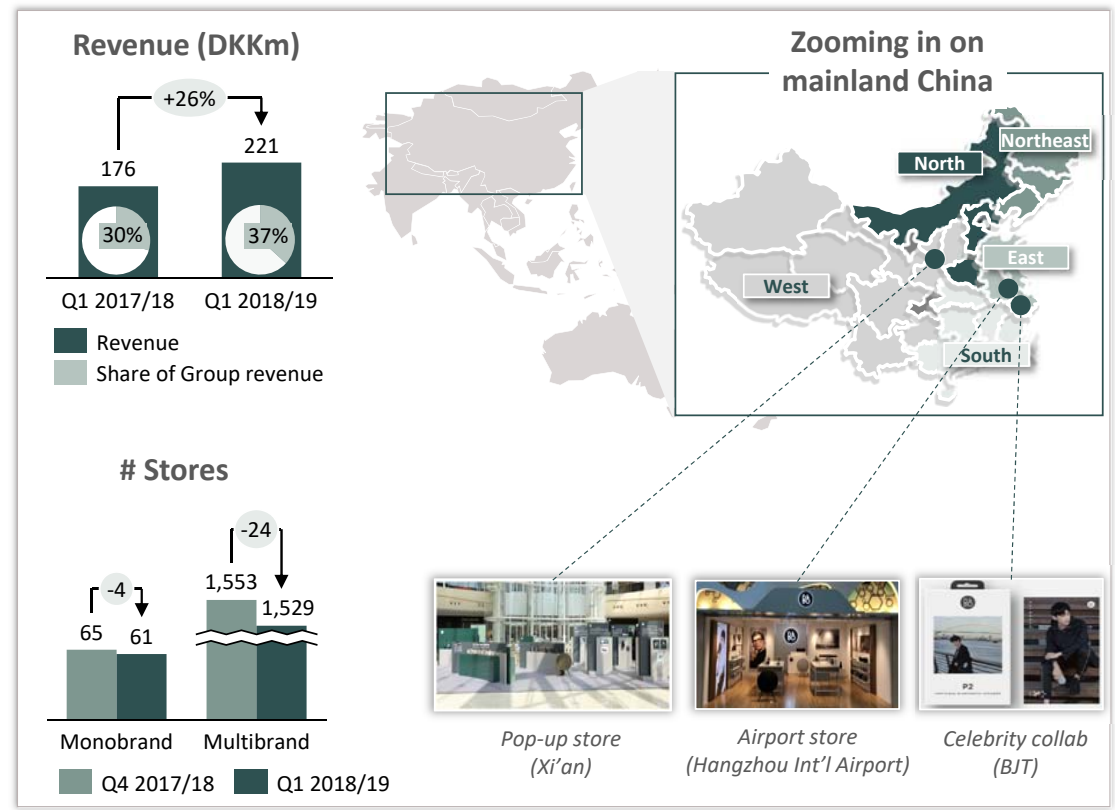 Revenue (DKKm)
+26%
176
221
30%
37%
Q1 2017/18
Q1 2018/19
Revenue
Share of Group revenue
# Stores
-4
-24
65
61
1,553
1,529
Monobrand
Multibrand
Q4 2017/18
Q1 2018/19
Zooming in on
mainland China
Northeast
North
East
West
South
P2
Pop-up store
(Xi'an)
Airport store
(Hangzhou Int'l Airport)
Celebrity collab
(BJT)